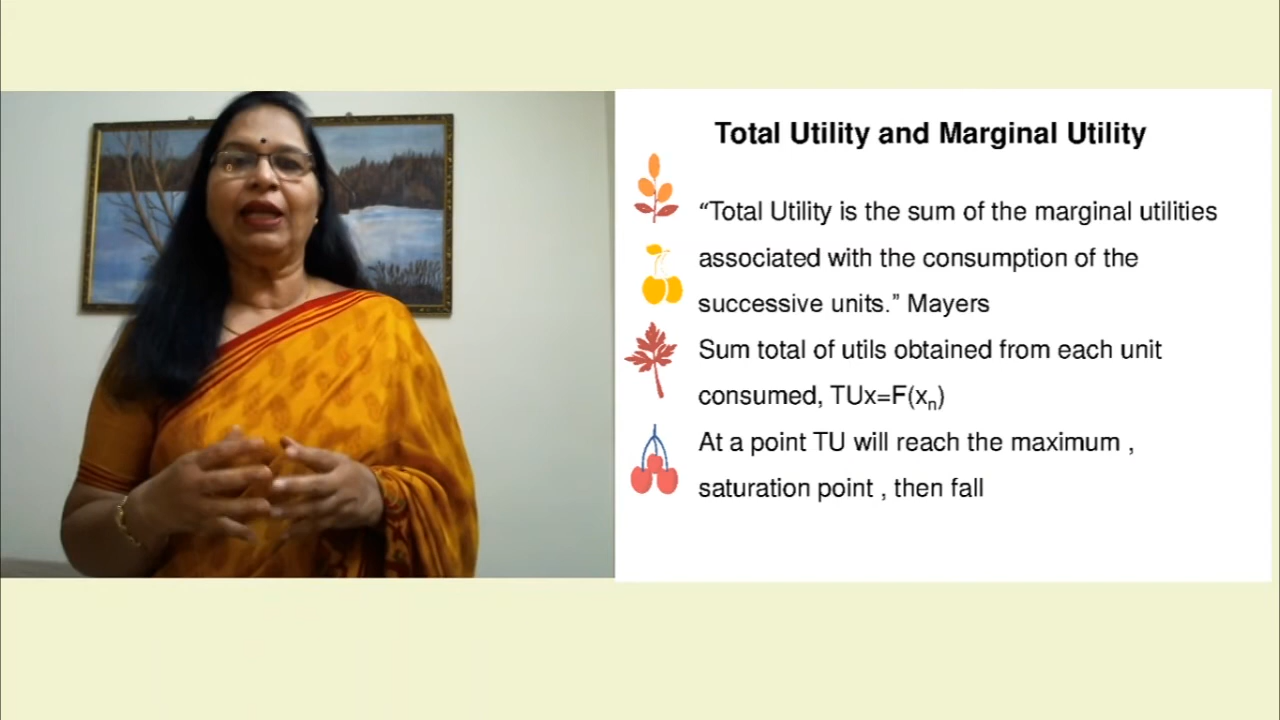 Total Utility and Marginal Utility
“Total Utility is the sum of the marginal utilities
associated with the consumption of the
successive units.” Mayers
Sum total of utils obtained from each unit
consumed, TUx=F(xn)
At a point TU will reach the maximum ,
saturation point , then fall